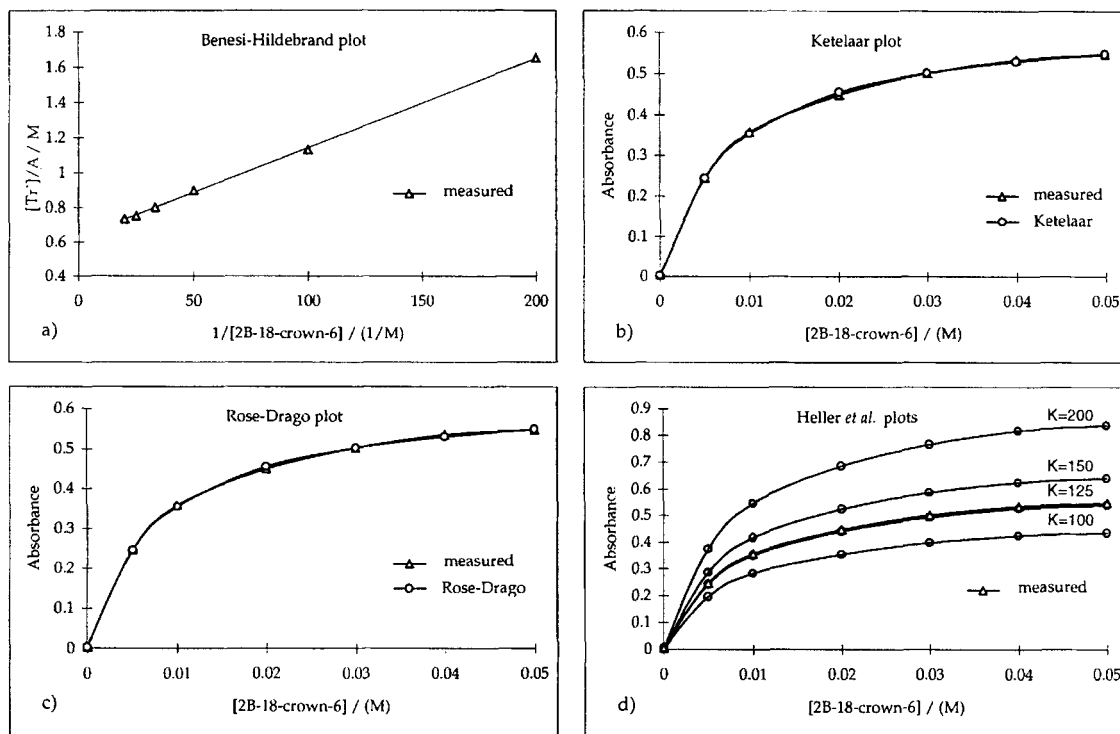 Benesi-Hildebrand plot
1.8
1.6
1.4
1.2
1
0.8
0.6
0.4
[Tr+]/A / M
measured
0
50
100
150
200
1/[2B-18-crown-6] / (1/M)
a)
Ketelaar plot
0.6
0.5
0.4
0.3
0.2
0.1
0
Absorbance
measured
Ketelaar
0
0.01
0.02
0.03
0.04
0.05
[2B-18-crown-6] / (M)
b)
Rose-Drago plot
0.6
0.5
0.4
0.3
0.2
0.1
0
Absorbance
measured
Rose-Drago
0
0.01
0.02
0.03
0.04
0.05
[2B-18-crown-6] / (M)
c)
Heller et al. plots
0.9
0.8
0.7
0.6
0.5
0.4
0.3
0.2
0.1
0
Absorbance
K=200
K=150
K=125
K=100
measured
0
0.01
0.02
0.03
0.04
0.05
[2B-18-crown-6] / (M)
d)